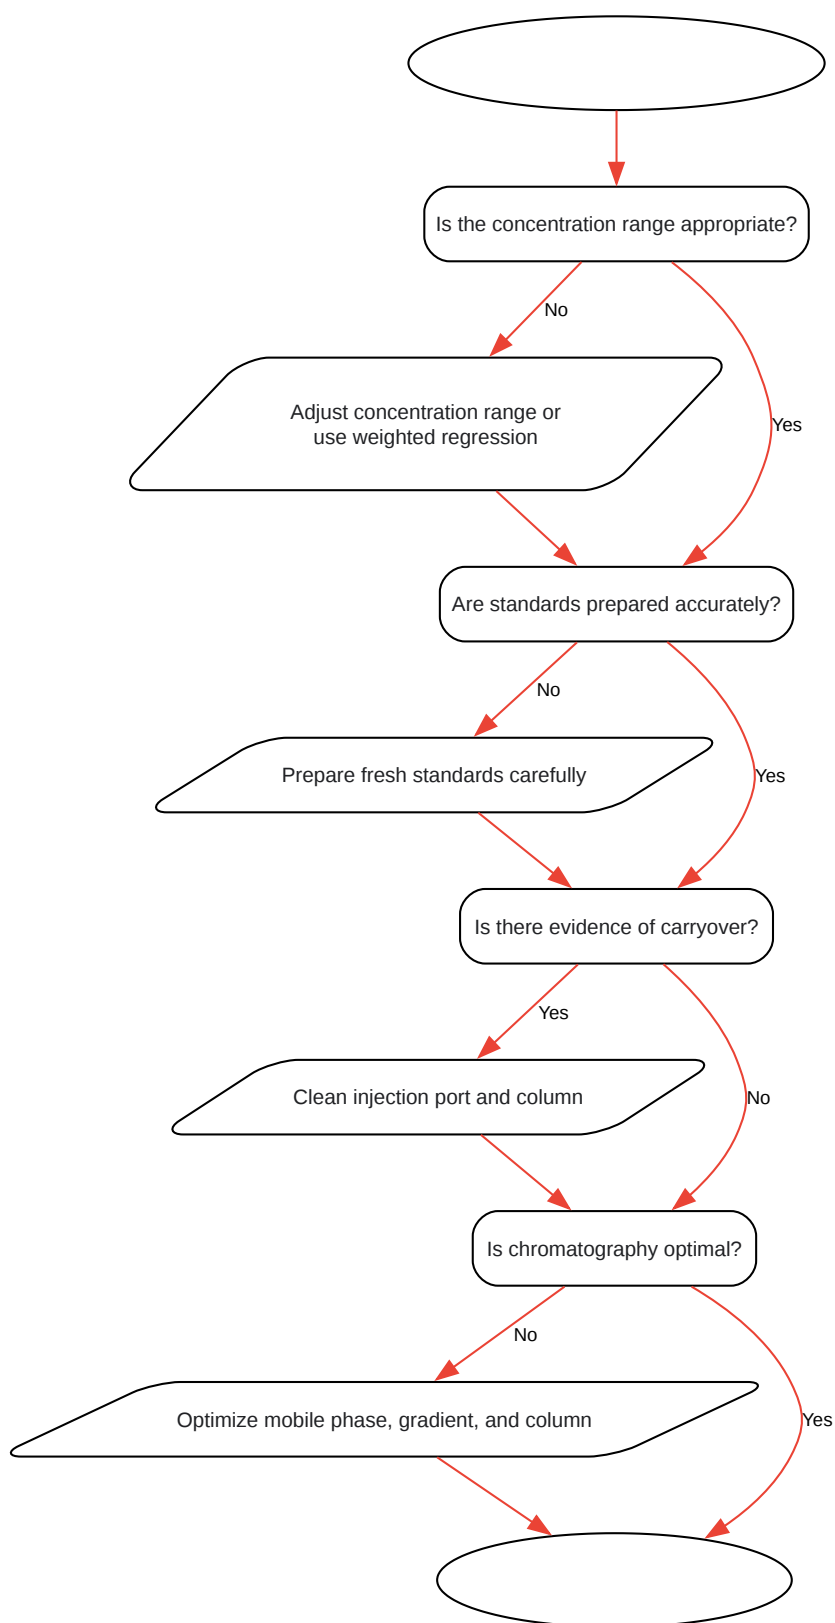 Is the concentration range appropriate?
No
Adjust concentration range or
use weighted regression
Yes
Are standards prepared accurately?
No
Prepare fresh standards carefully
Yes
Is there evidence of carryover?
Yes
Clean injection port and column
No
Is chromatography optimal?
No
Optimize mobile phase, gradient, and column
Yes